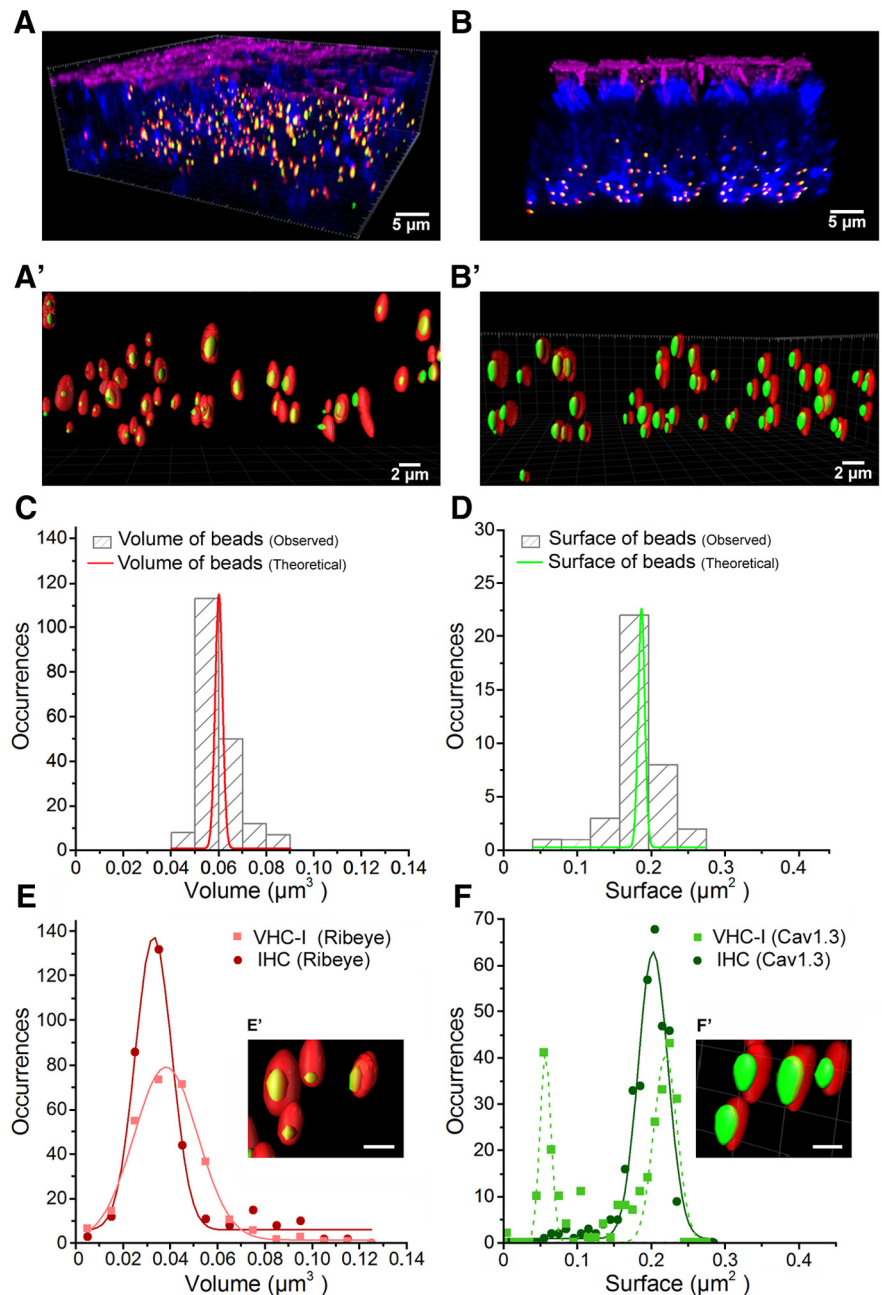 A
B
5 µm
5 µm
A’
B’
2 µm
2 µm
C
D
140
120
100
80
60
40
20
0
Occurrences
Volume of beads (Observed)
Volume of beads (Theoretical)
0 0.02 0.04 0.06 0.08 0.10 0.12 0.14
Volume (µm³)
30
25
20
15
10
5
0
Occurrences
Surface of beads (Observed)
Surface of beads (Theoretical)
0 0.1 0.2 0.3 0.4
Surface (µm²)
E
F
140
120
100
80
60
40
20
0
Occurrences
VHC-I (Ribeye)
IHC (Ribeye)
E’
0 0.02 0.04 0.06 0.08 0.10 0.12 0.14
Volume (µm³)
70
60
50
40
30
20
10
0
Occurrences
VHC-I (Cav1.3)
IHC (Cav1.3)
F’
0 0.1 0.2 0.3 0.4
Surface (µm²)